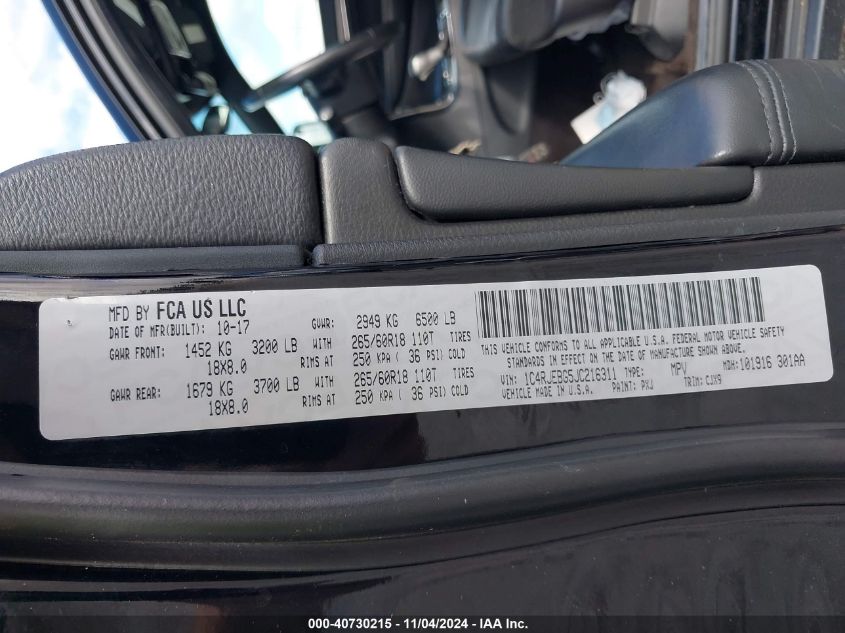 MFD BY FCA US LLC
DATE OF MFR(BUILT): 10-17 GVWR: 2949 KG 6500 LB
GAWR FRONT: 1452 KG 3200 LB WITH 265/60R18 110T TIRES
18X8.0 RIMS AT 250 KPA ( 36 PSI) COLD
GAWR REAR: 1679 KG 3700 LB WITH 265/60R18 110T TIRES
18X8.0 RIMS AT 250 KPA ( 36 PSI) COLD
THIS VEHICLE CONFORMS TO ALL APPLICABLE U.S.A. FEDERAL MOTOR VEHICLE SAFETY
STANDARDS IN EFFECT ON THE DATE OF MANUFACTURE SHOWN ABOVE.
VIN: 1C4RJEBG5JC216311 TYPE: MPV MDH: 101916 301AA
VEHICLE MADE IN U.S.A. PAINT: PXJ TRIM: CJX9
000-40730215 - 11/04/2024 - IAA Inc.